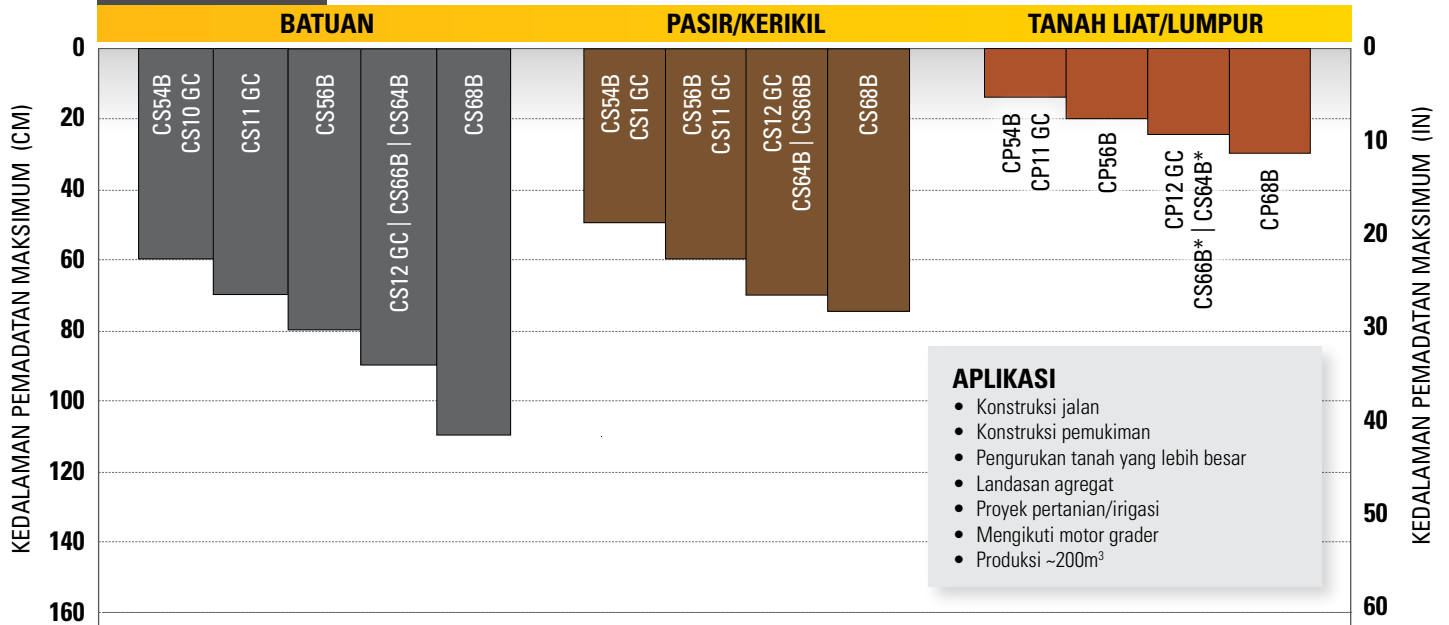 BATUAN
PASIR/KERIKIL
TANAH LIAT/LUMPUR
KEDALAMAN PEMADATAN MAKSIMUM (CM)
0
20
40
60
80
100
120
140
160
CS54B
CS10 GC
CS11 GC
CS56B
CS12 GC | CS66B | CS64B
CS68B
CS54B
CS1 GC
CS56B
CS11 GC
CS12 GC
CS64B | CS66B
CS68B
CP54B
CP11 GC
CP56B
CP12 GC
CS66B* | CS64B*
CP68B
0
10
20
30
40
50
60
KEDALAMAN PEMADATAN MAKSIMUM (IN)
APLIKASI
• Konstruksi jalan
• Konstruksi pemukiman
• Pengurukan tanah yang lebih besar
• Landasan agregat
• Proyek pertanian/irigasi
• Mengikuti motor grader
• Produksi ~200m³